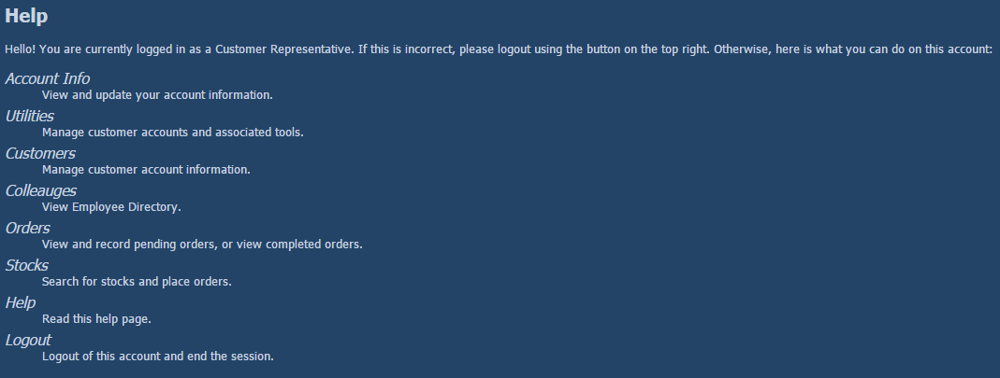 Help
Hello! You are currently logged in as a Customer Representative. If this is incorrect, please logout using the button on the top right. Otherwise, here is what you can do on this account:
Account Info
View and update your account information.
Utilities
Manage customer accounts and associated tools.
Customers
Manage customer account information.
Colleauges
View Employee Directory.
Orders
View and record pending orders, or view completed orders.
Stocks
Search for stocks and place orders.
Help
Read this help page.
Logout
Logout of this account and end the session.